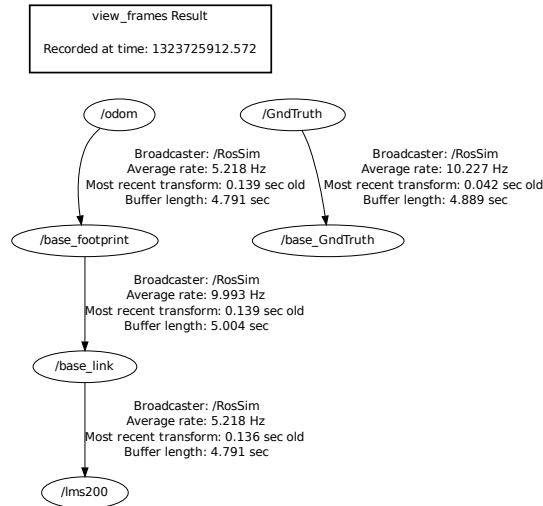 view_frames Result
Recorded at time: 1323725912.572
/odom
/GndTruth
Broadcaster: /RosSim
Average rate: 5.218 Hz
Most recent transform: 0.139 sec old
Buffer length: 4.791 sec
Broadcaster: /RosSim
Average rate: 10.227 Hz
Most recent transform: 0.042 sec old
Buffer length: 4.889 sec
/base_footprint
/base_GndTruth
Broadcaster: /RosSim
Average rate: 9.993 Hz
Most recent transform: 0.139 sec old
Buffer length: 5.004 sec
/base_link
Broadcaster: /RosSim
Average rate: 5.218 Hz
Most recent transform: 0.136 sec old
Buffer length: 4.791 sec
/lms200